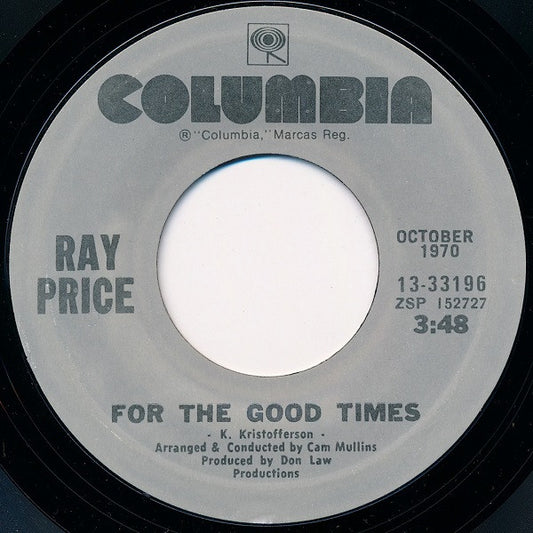 COLUMBIA
® "Columbia," Marcas Reg.
RAY
PRICE
OCTOBER
1970
13-33196
ZSP 152727
3:48
FOR THE GOOD TIMES
- K. Kristofferson -
Arranged & Conducted by Cam Mullins
Produced by Don Law
Productions